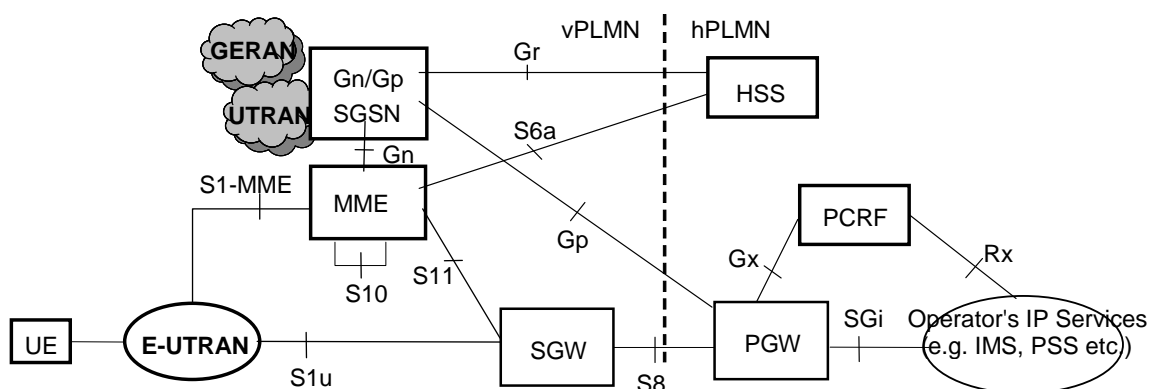 vPLMN
hPLMN
GERAN
Gr
Gn/Gp
SGSN
HSS
UTRAN
S6a
Gn
S1-MME
MME
PCRF
Gp
Gx
Rx
S11
S10
SGi
Operator's IP Services
e.g. IMS, PSS etc.)
UE
E-UTRAN
SGW
PGW
S1u
S8